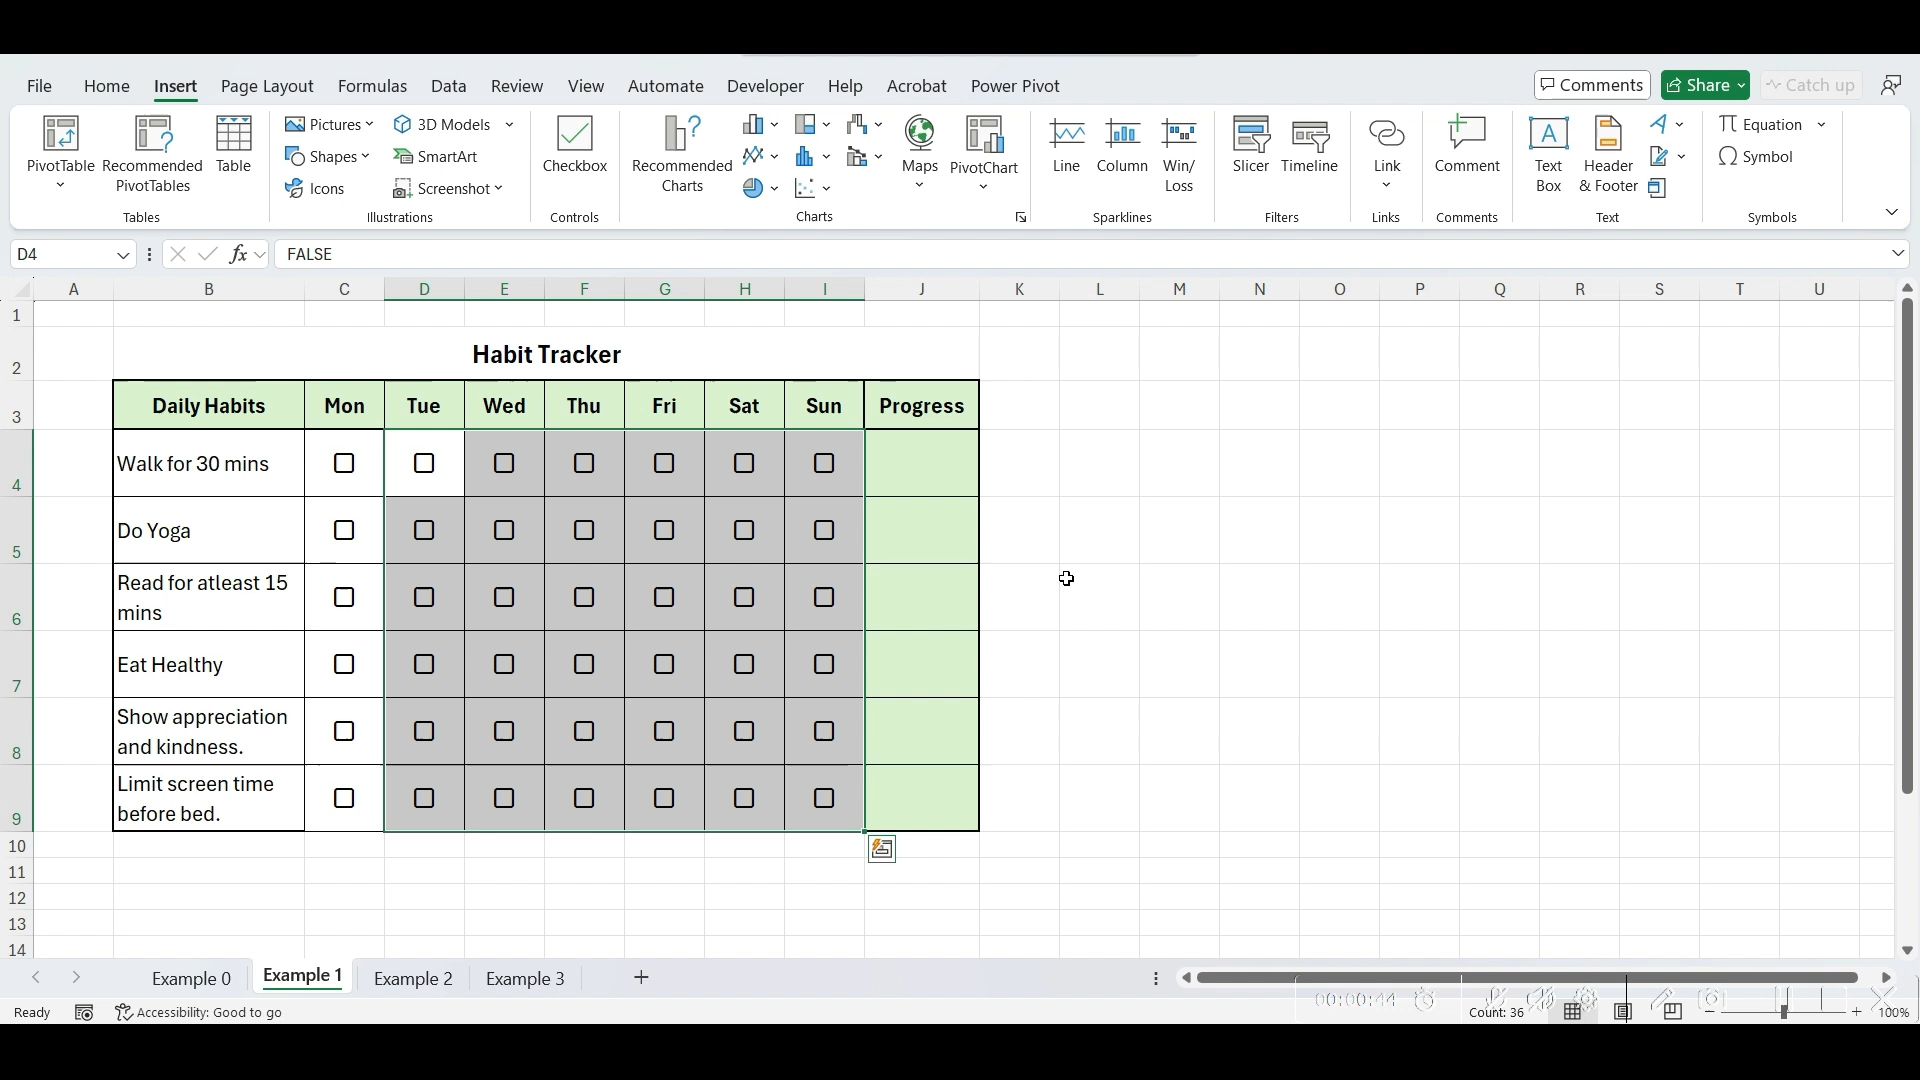 File Home Insert Page Layout Formulas Data Review View Automate Developer Help Acrobat Power Pivot Comments Share Catch up
PivotTable
Recommended
PivotTables
Table
Tables
Pictures
Shapes
Icons
3D Models
SmartArt
Screenshot
Illustrations
Checkbox
Controls
Recommended
Charts
Maps
PivotChart
Charts
Line
Column
Win/
Loss
Sparklines
Slicer
Timeline
Filters
Link
Links
Comment
Comments
Text
Box
Header
& Footer
Text
Equation
Symbol
Symbols
D4 fx FALSE
A B C D E F G H I J K L M N O P Q R S T U
1
2 Habit Tracker
3 Daily Habits Mon Tue Wed Thu Fri Sat Sun Progress
4 Walk for 30 mins
5 Do Yoga
6 Read for atleast 15
mins
7 Eat Healthy
8 Show appreciation
and kindness.
9 Limit screen time
before bed.
10
11
12
13
14
Example 0 Example 1 Example 2 Example 3
00:00:44
Ready Accessibility: Good to go Count: 36 100%